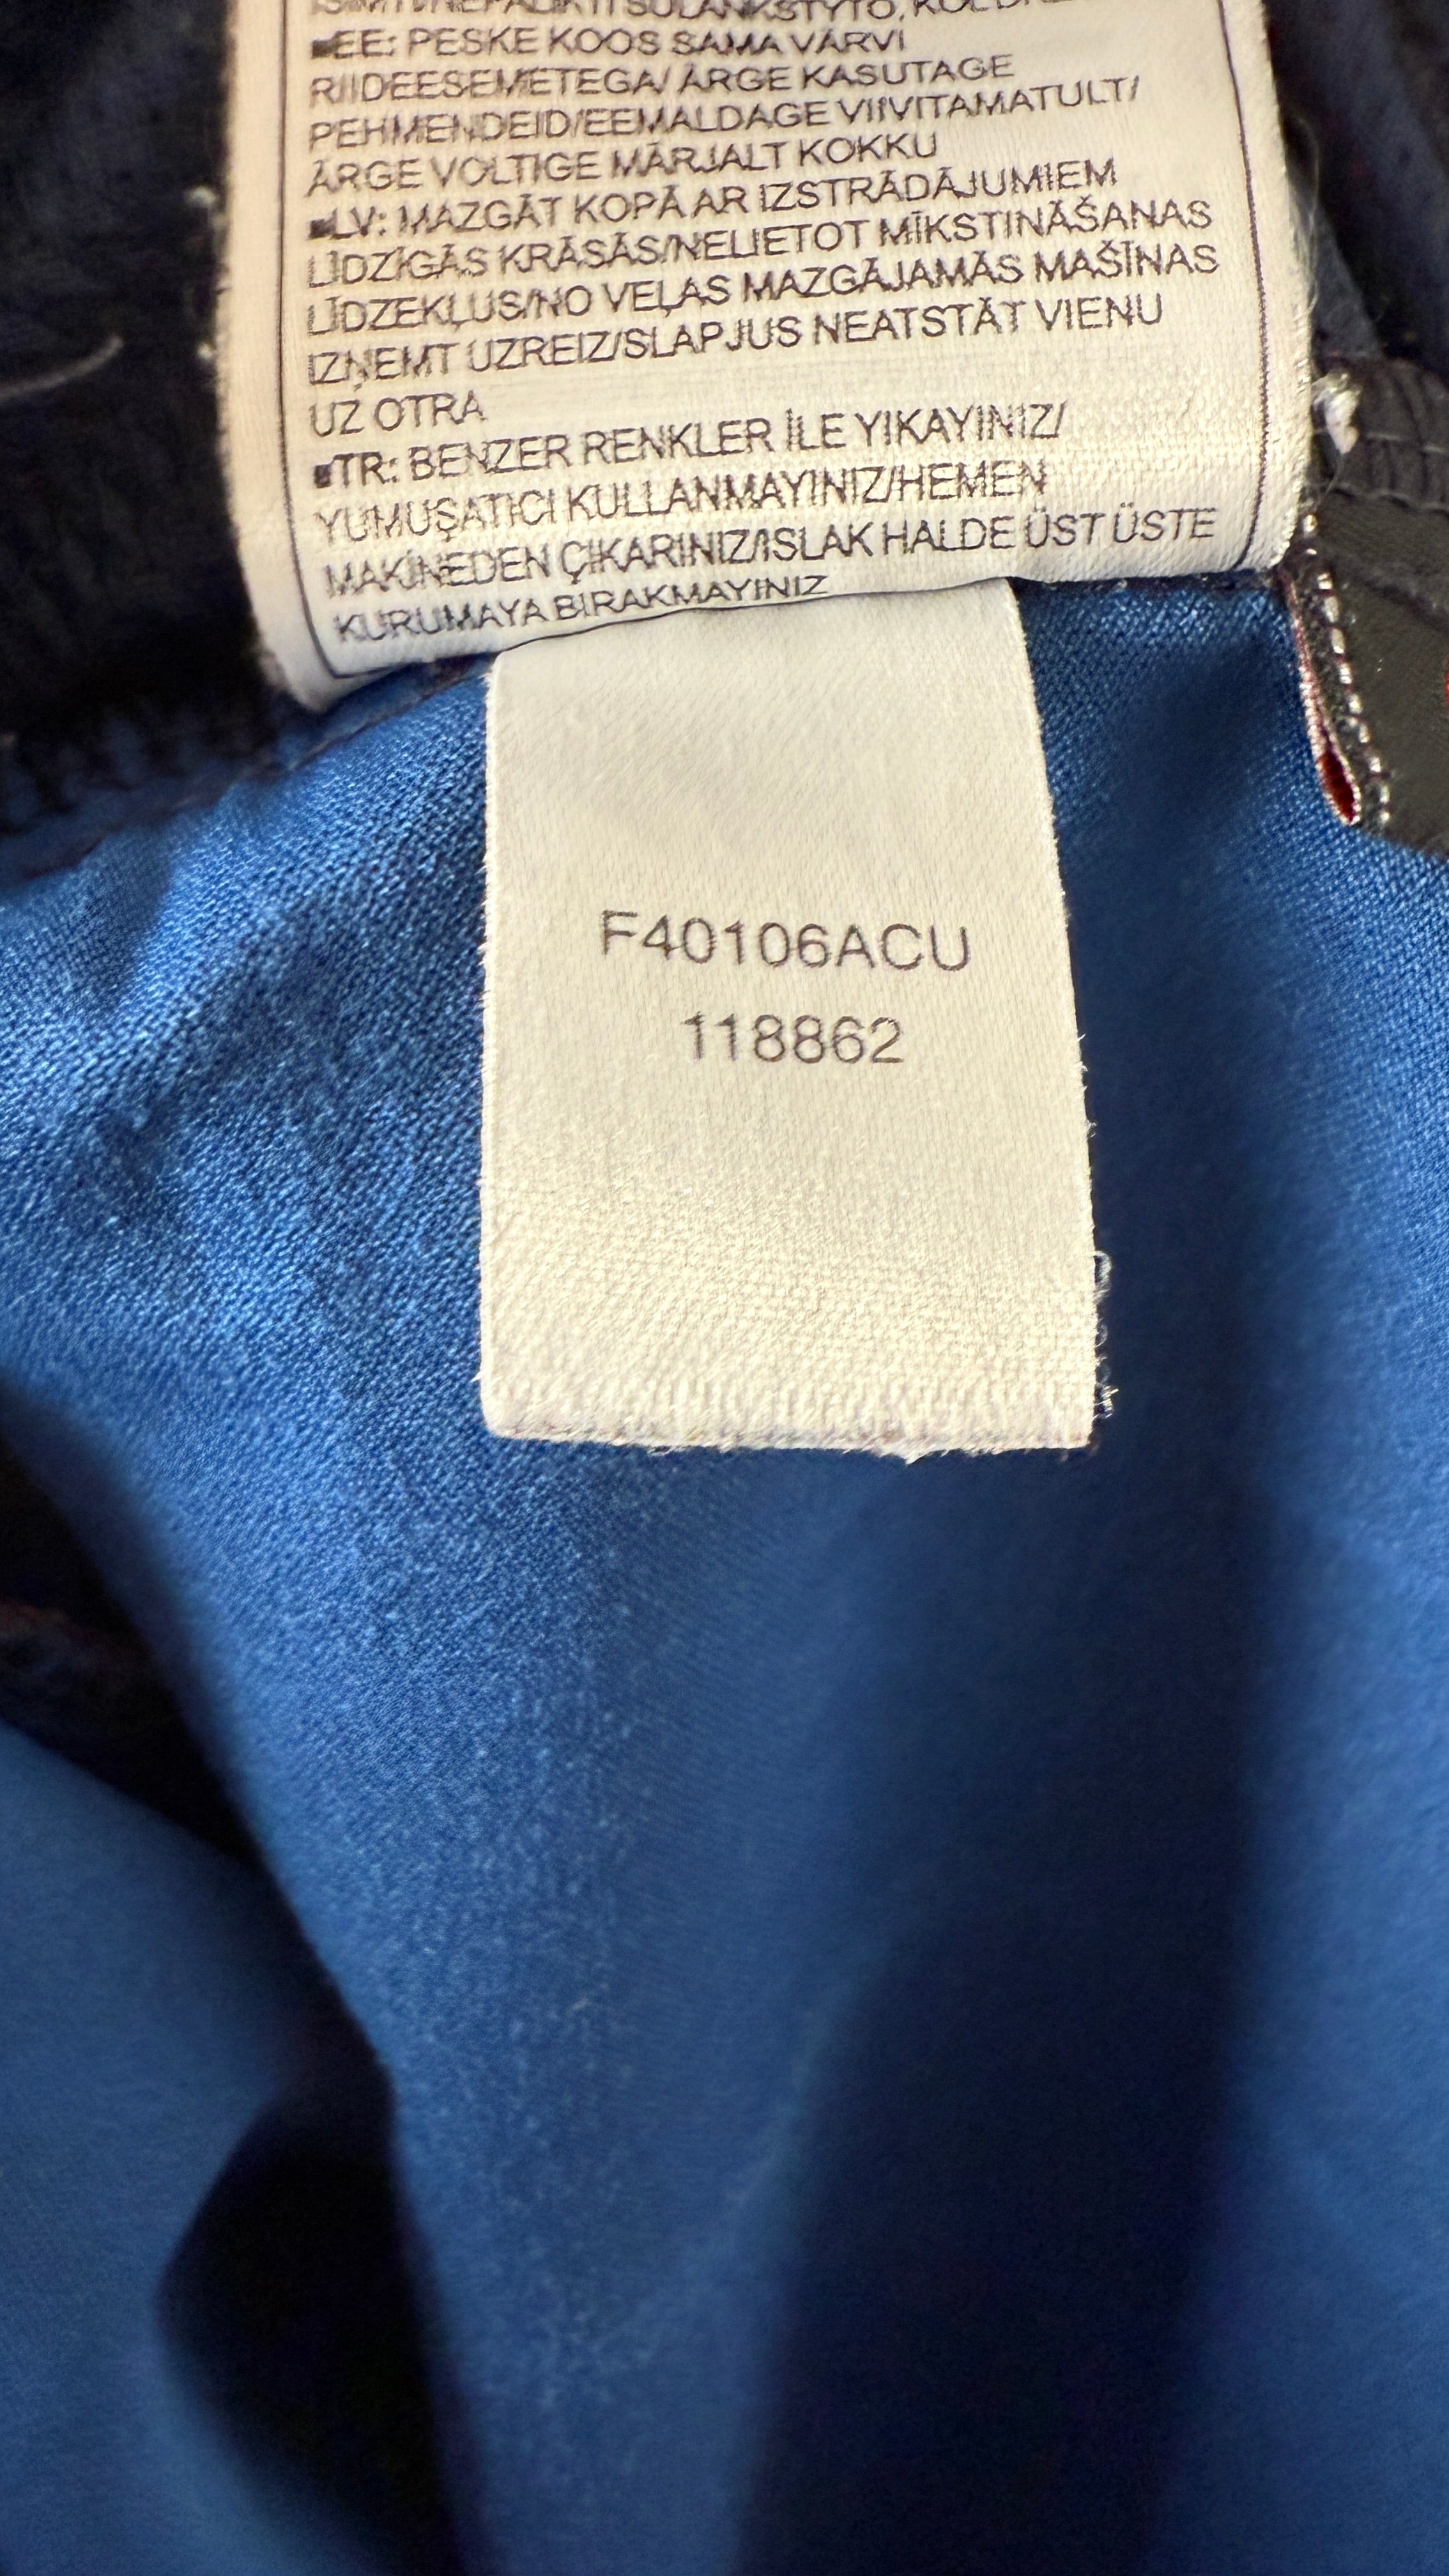 ■EE: PESKE KOOS SAMA VÄRVI
RIIDEESEMETEGA/ ÄRGE KASUTAGE
PEHMENDEID/EEMALDAGE VIIVITAMATULT/
ÄRGE VOLTIGE MÄRJALT KOKKU
■LV: MAZGĀT KOPĀ AR IZSTRĀDĀJUMIEM
LĪDZĪGĀS KRĀSĀS/NELIETOT MĪKSTINĀŠANAS
LĪDZEKĻUS/NO VEĻAS MAZGĀJAMĀS MAŠĪNAS
IZŅEMT UZREIZ/SLAPJUS NEATSTĀT VIENU
UZ OTRA
■TR: BENZER RENKLER İLE YIKAYINIZ/
YUMUŞATICI KULLANMAYINIZ/HEMEN
MAKİNEDEN ÇIKARINIZ/ISLAK HALDE ÜST ÜSTE
KURUMAYA BIRAKMAYINIZ
F40106ACU
118862